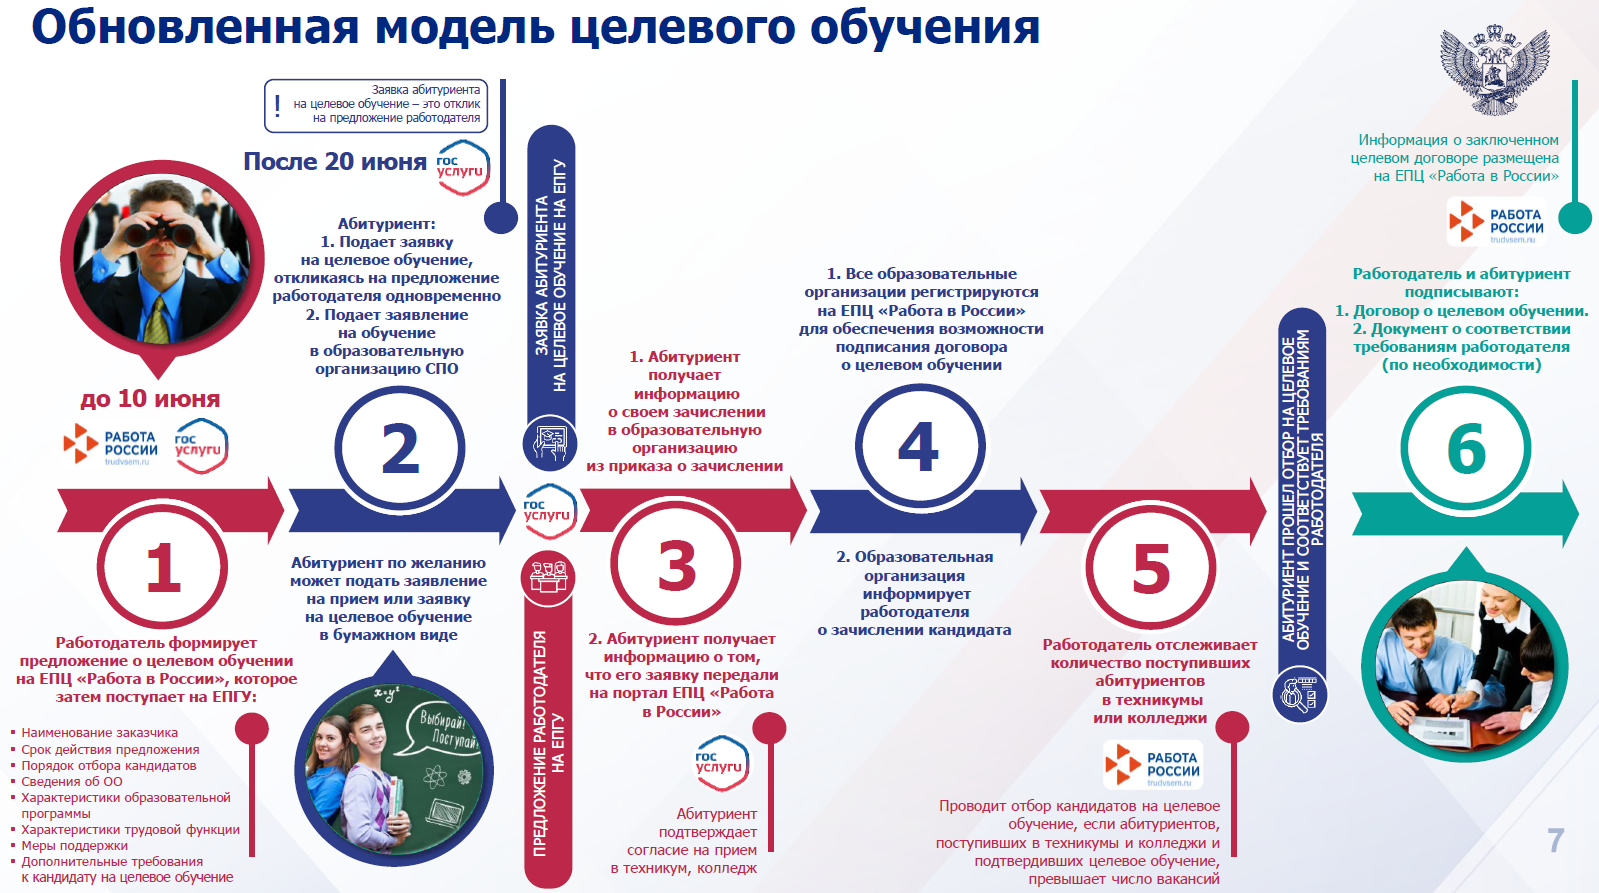 Обновленная модель целевого обучения
!
Заявка абитуриента
на целевое обучение – это отклик
на предложение работодателя
После 20 июня
гос
услуги
до 10 июня
РАБОТА
РОССИИ
trudvsem.ru
гос
услуги
1
Работодатель формирует
предложение о целевом обучении
на ЕПЦ «Работа в России», которое
затем поступает на ЕПГУ:
▪ Наименование заказчика
▪ Срок действия предложения
▪ Порядок отбора кандидатов
▪ Сведения об ОО
▪ Характеристики образовательной
программы
▪ Характеристики трудовой функции
▪ Меры поддержки
▪ Дополнительные требования
к кандидату на целевое обучение
Абитуриент:
1. Подает заявку
на целевое обучение,
откликаясь на предложение
работодателя одновременно
2. Подает заявление
на обучение
в образовательную
организацию СПО
2
Абитуриент по желанию
может подать заявление
на прием или заявку
на целевое обучение
в бумажном виде
x=y²
Выбирай!
Поступай!
ЗАЯВКА АБИТУРИЕНТА
НА ЦЕЛЕВОЕ ОБУЧЕНИЕ НА ЕПГУ
гос
услуги
ПРЕДЛОЖЕНИЕ РАБОТОДАТЕЛЯ
НА ЕПГУ
1. Абитуриент
получает
информацию
о своем зачислении
в образовательную
организацию
из приказа о зачислении
3
2. Абитуриент получает
информацию о том,
что его заявку передали
на портал ЕПЦ «Работа
в России»
гос
услуги
Абитуриент
подтверждает
согласие на прием
в техникум, колледж
1. Все образовательные
организации регистрируются
на ЕПЦ «Работа в России»
для обеспечения возможности
подписания договора
о целевом обучении
4
2. Образовательная
организация
информирует
работодателя
о зачислении кандидата
5
Работодатель отслеживает
количество поступивших
абитуриентов
в техникумы
или колледжи
РАБОТА
РОССИИ
trudvsem.ru
Проводит отбор кандидатов на целевое
обучение, если абитуриентов,
поступивших в техникумы и колледжи и
подтвердивших целевое обучение,
превышает число вакансий
АБИТУРИЕНТ ПРОШЕЛ ОТБОР НА ЦЕЛЕВОЕ
ОБУЧЕНИЕ И СООТВЕТСТВУЕТ ТРЕБОВАНИЯМ
РАБОТОДАТЕЛЯ
Информация о заключенном
целевом договоре размещена
на ЕПЦ «Работа в России»
РАБОТА
РОССИИ
trudvsem.ru
Работодатель и абитуриент
подписывают:
1. Договор о целевом обучении.
2. Документ о соответствии
требованиям работодателя
(по необходимости)
6
7